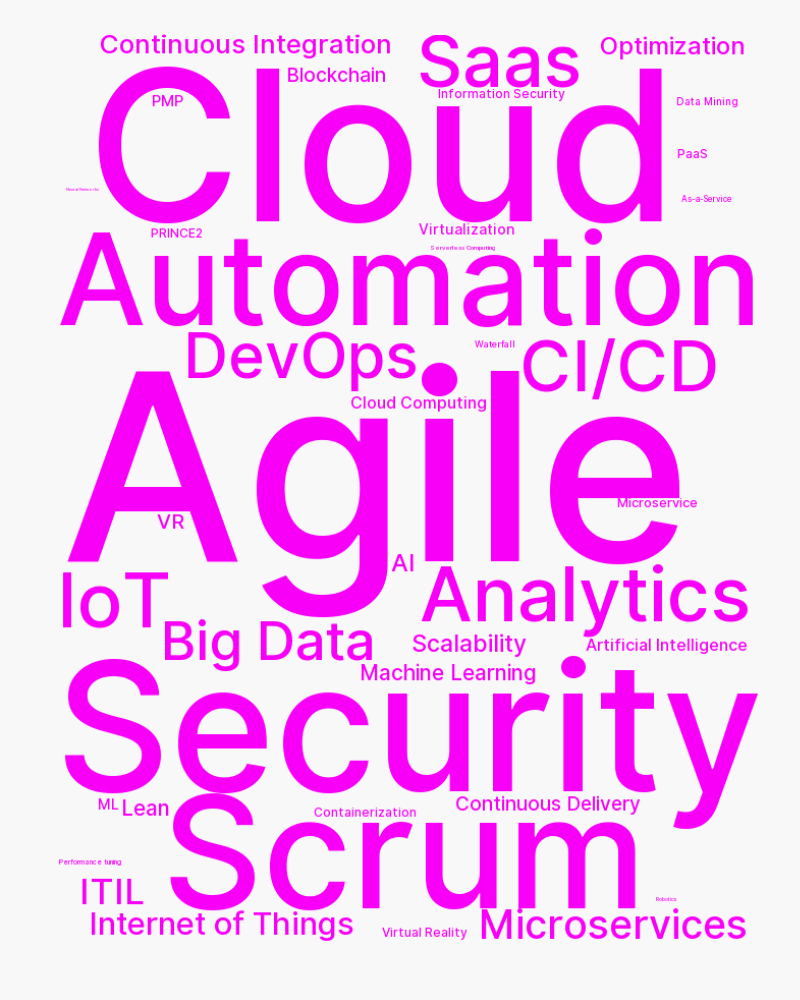 Continuous Integration
Saas
Optimization
Blockchain
Cloud
PMP
Information Security
Data Mining
PaaS
As-a-Service
PRINCE2
Virtualization
Serverless Computing
Automation
DevOps
Waterfall
CI/CD
Cloud Computing
Agile
Microservice
VR
AI
IoT
Analytics
Big Data
Scalability
Artificial Intelligence
Machine Learning
Security
ML
Lean
Containerization
Continuous Delivery
Scrum
Performance tuning
ITIL
Robotics
Internet of Things
Virtual Reality
Microservices